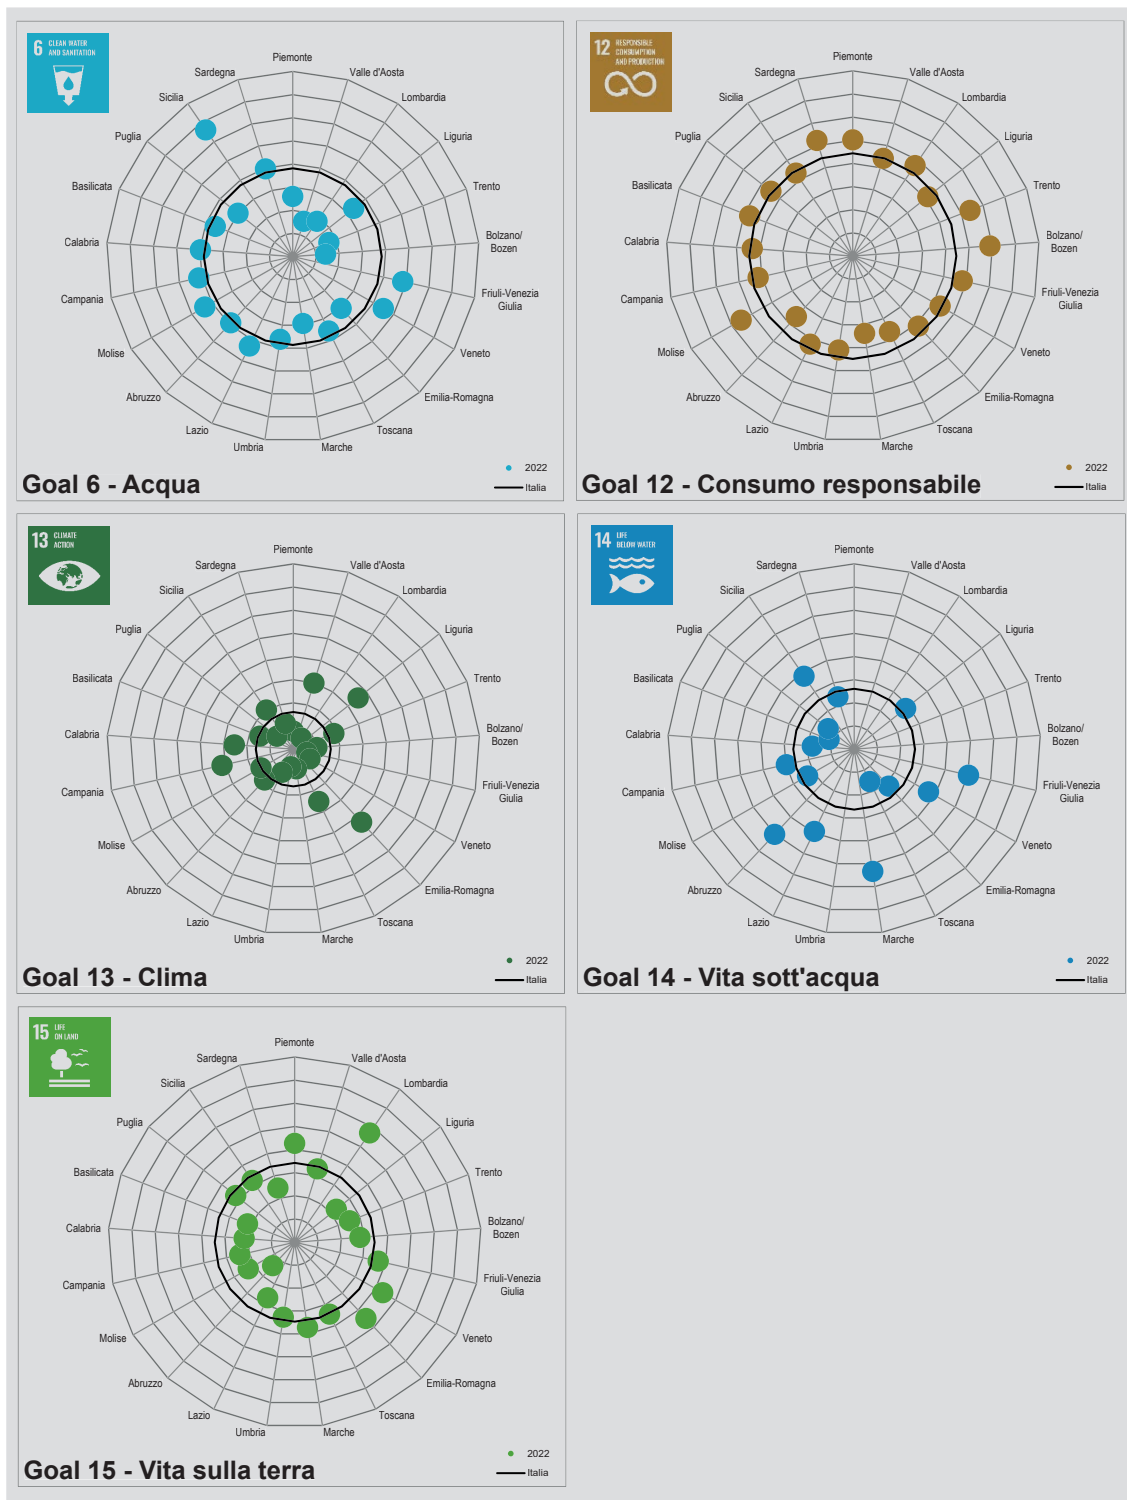 6 CLEAN WATER
AND SANITATION
Piemonte
Valle d'Aosta
Lombardia
Liguria
Trento
Bolzano/
Bozen
Friuli-Venezia
Giulia
Veneto
Emilia-Romagna
Toscana
Marche
Umbria
Lazio
Abruzzo
Molise
Campania
Calabria
Basilicata
Puglia
Sicilia
Sardegna
Goal 6 - Acqua
2022
Italia
12 RESPONSIBLE
CONSUMPTION
AND PRODUCTION
Piemonte
Valle d'Aosta
Lombardia
Liguria
Trento
Bolzano/
Bozen
Friuli-Venezia
Giulia
Veneto
Emilia-Romagna
Toscana
Marche
Umbria
Lazio
Abruzzo
Molise
Campania
Calabria
Basilicata
Puglia
Sicilia
Sardegna
Goal 12 - Consumo responsabile
2022
Italia
13 CLIMATE
ACTION
Piemonte
Valle d'Aosta
Lombardia
Liguria
Trento
Bolzano/
Bozen
Friuli-Venezia
Giulia
Veneto
Emilia-Romagna
Toscana
Marche
Umbria
Lazio
Abruzzo
Molise
Campania
Calabria
Basilicata
Puglia
Sicilia
Sardegna
Goal 13 - Clima
2022
Italia
14 LIFE
BELOW WATER
Piemonte
Valle d'Aosta
Lombardia
Liguria
Trento
Bolzano/
Bozen
Friuli-Venezia
Giulia
Veneto
Emilia-Romagna
Toscana
Marche
Umbria
Lazio
Abruzzo
Molise
Campania
Calabria
Basilicata
Puglia
Sicilia
Sardegna
Goal 14 - Vita sott'acqua
2022
Italia
15 LIFE
ON LAND
Piemonte
Valle d'Aosta
Lombardia
Liguria
Trento
Bolzano/
Bozen
Friuli-Venezia
Giulia
Veneto
Emilia-Romagna
Toscana
Marche
Umbria
Lazio
Abruzzo
Molise
Campania
Calabria
Basilicata
Puglia
Sicilia
Sardegna
Goal 15 - Vita sulla terra
2022
Italia